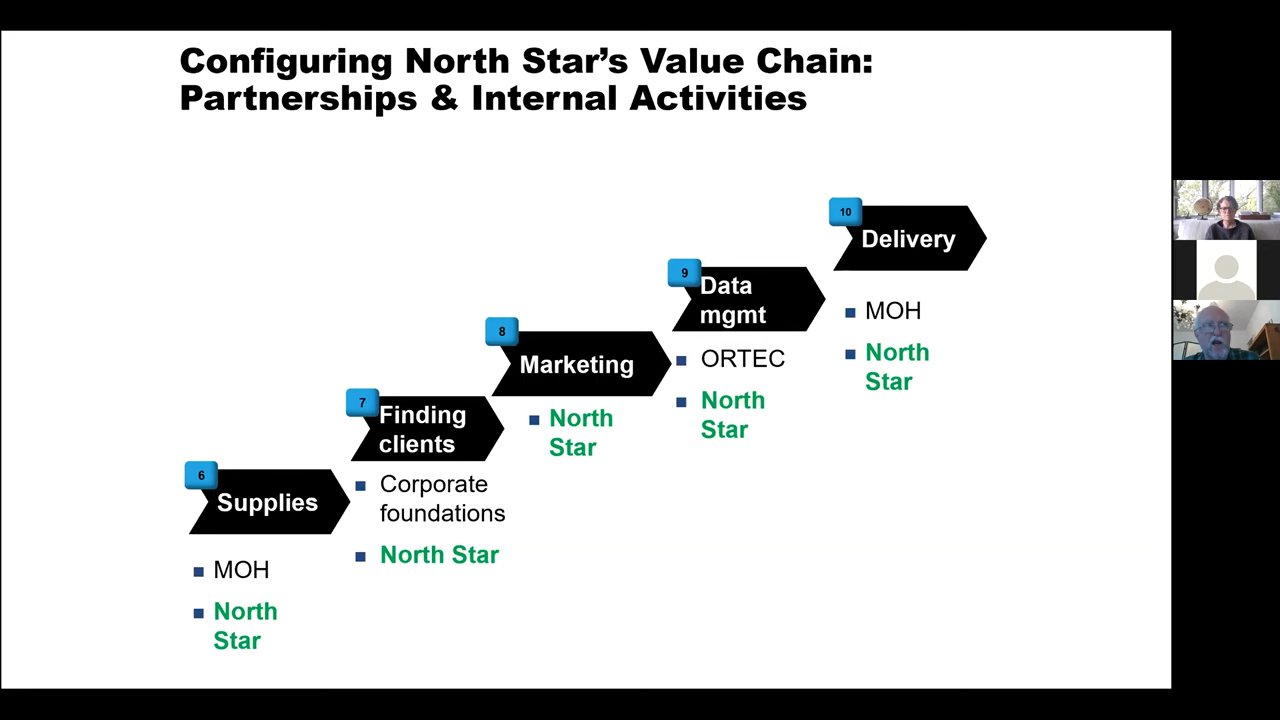 Configuring North Star’s Value Chain:
Partnerships & Internal Activities
6
Supplies
MOH
North
Star
7
Finding
clients
Corporate
foundations
North Star
8
Marketing
North
Star
9
Data
mgmt
ORTEC
North
Star
10
Delivery
MOH
North
Star